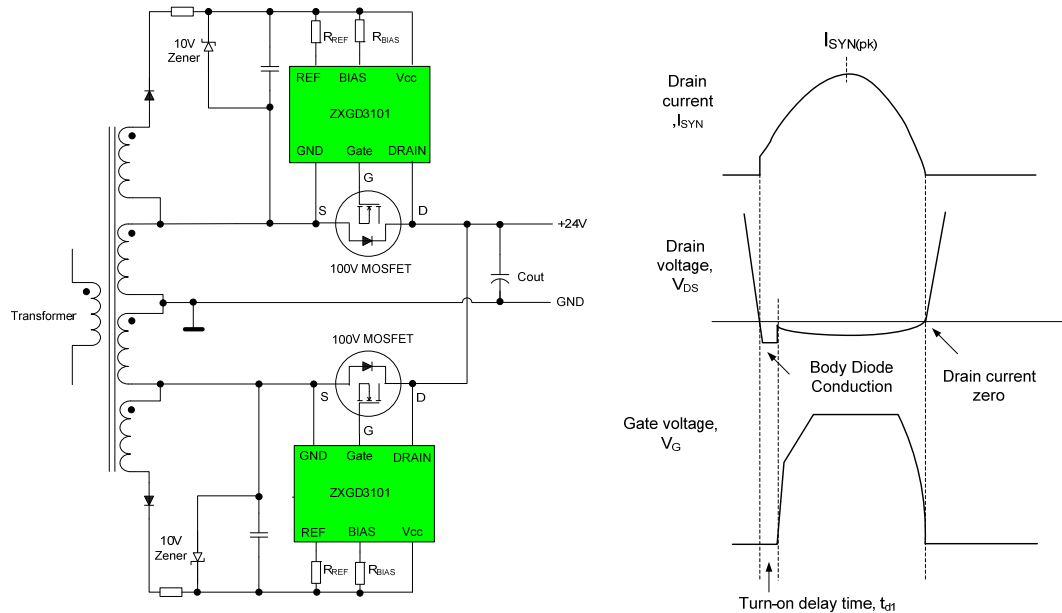 10V
Zener
R_REF
R_BIAS
REF BIAS Vcc
ZXGD3101
GND Gate DRAIN
G
S
D
+24V
100V MOSFET
Cout
GND
Transformer
100V MOSFET
S
D
G
GND Gate DRAIN
ZXGD3101
REF BIAS Vcc
10V
Zener
R_REF
R_BIAS
I_SYN(pk)
Drain
current
,I_SYN
Drain
voltage,
V_DS
Body Diode
Conduction
Drain current
zero
Gate voltage,
V_G
Turn-on delay time, t_d1